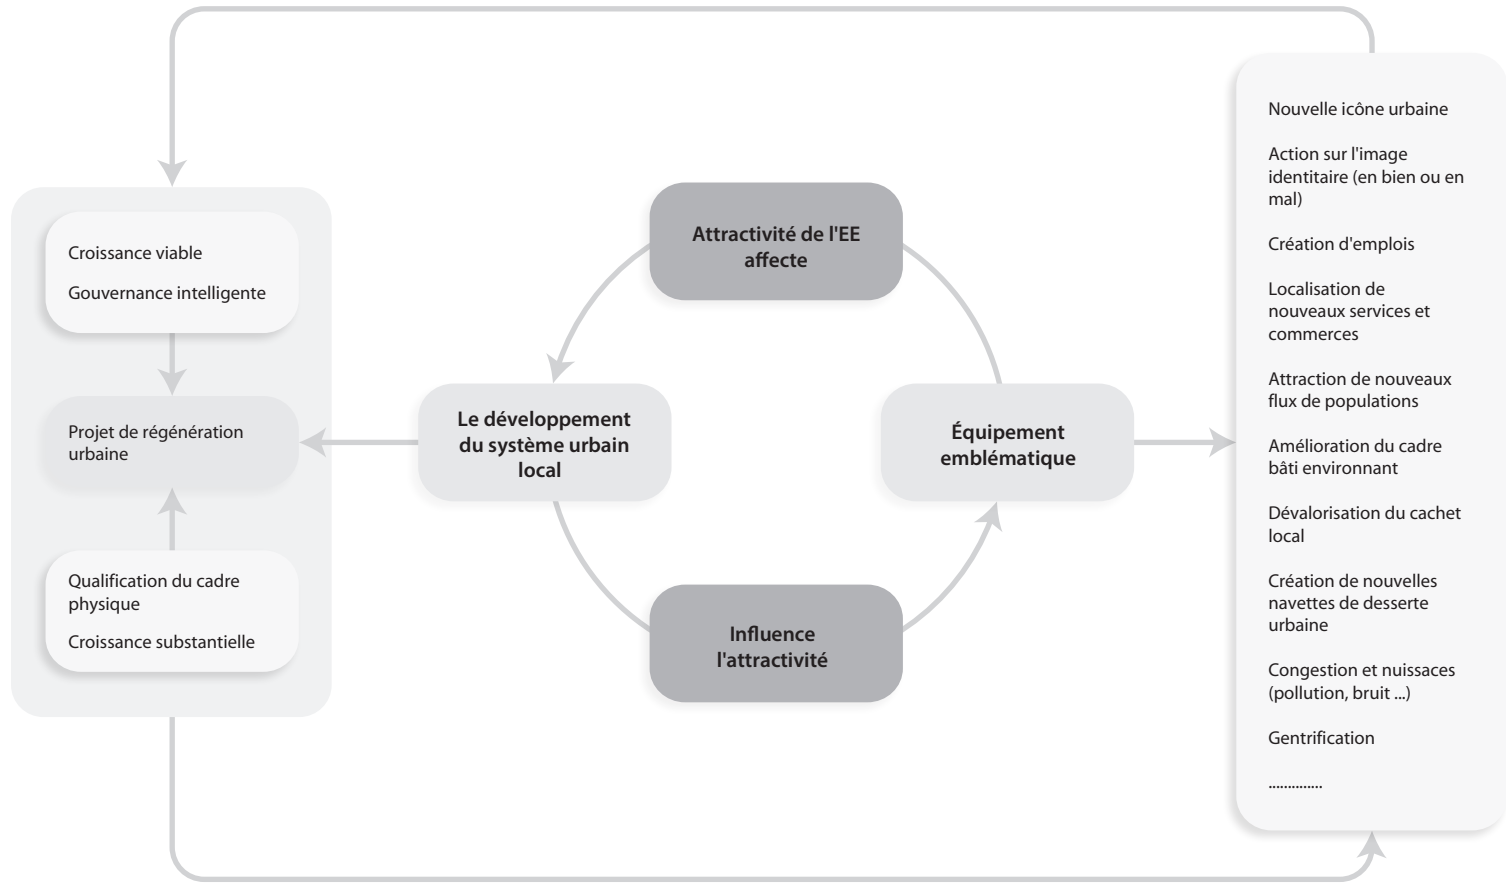 Croissance viable
Gouvernance intelligente
Projet de régénération
urbaine
Qualification du cadre
physique
Croissance substantielle
Le développement
du système urbain
local
Attractivité de l'EE
affecte
Influence
l'attractivité
Équipement
emblématique
Nouvelle icône urbaine
Action sur l'image
identitaire (en bien ou en
mal)
Création d'emplois
Localisation de
nouveaux services et
commerces
Attraction de nouveaux
flux de populations
Amélioration du cadre
bâti environnant
Dévalorisation du cachet
local
Création de nouvelles
navettes de desserte
urbaine
Congestion et nuissaces
(pollution, bruit ...)
Gentrification
..............